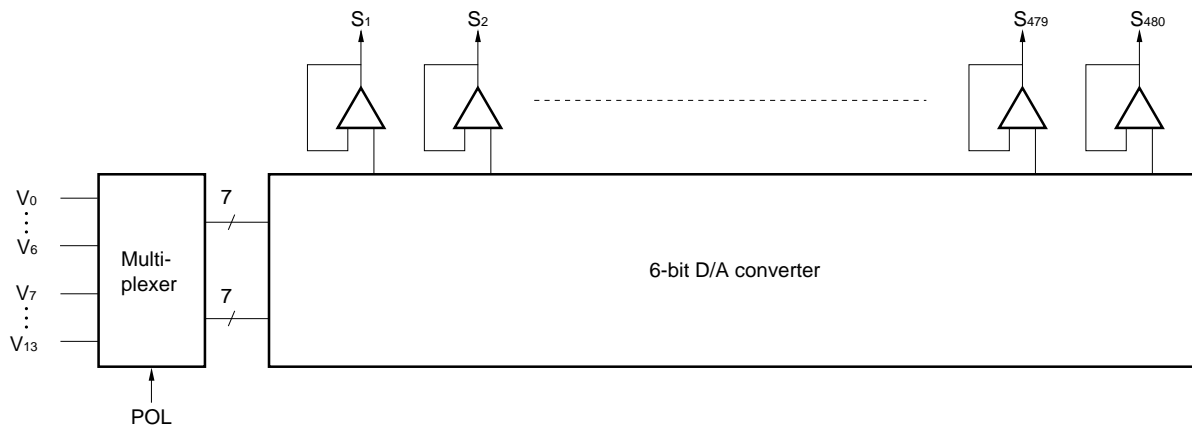 S1 S2 S479 S480
V0
V6
V7
V13
Multi-
plexer
7
7
6-bit D/A converter
POL